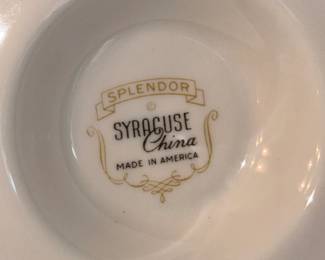 SPLENDOR
©
SYRACUSE
China
MADE IN AMERICA